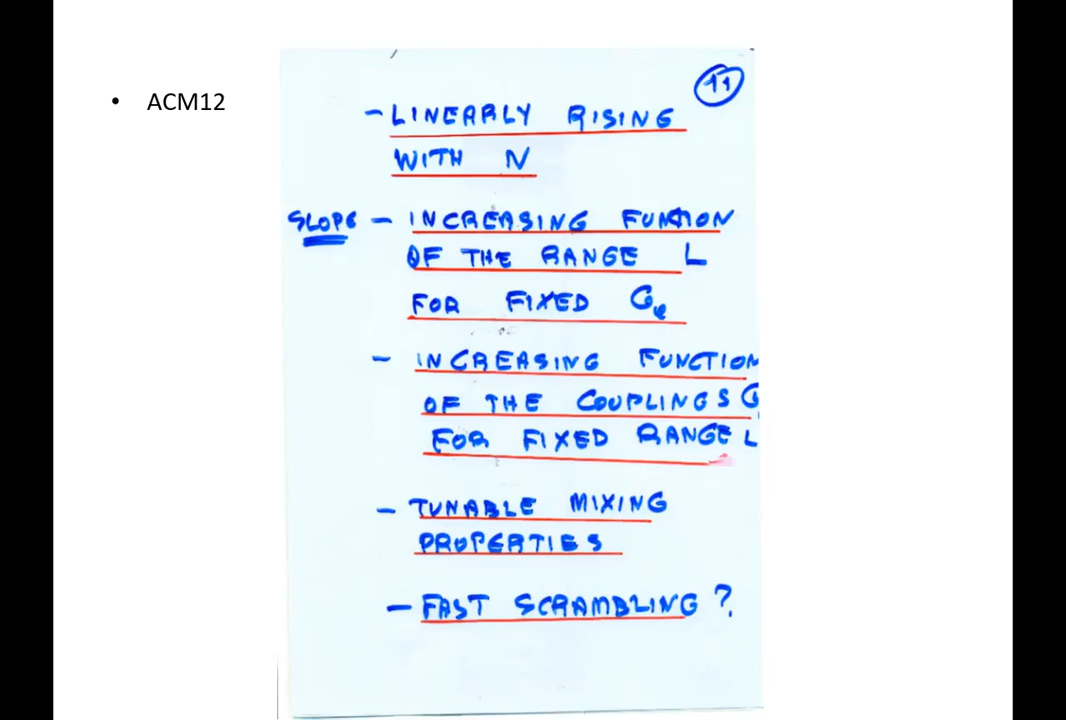 • ACM12
11
- LINEARLY RISING
WITH N
SLOPE - INCREASING FUNCTION
OF THE RANGE L
FOR FIXED G
- INCREASING FUNCTION
OF THE COUPLINGS G
FOR FIXED RANGE L
- TUNABLE MIXING
PROPERTIES
- FAST SCRAMBLING ?